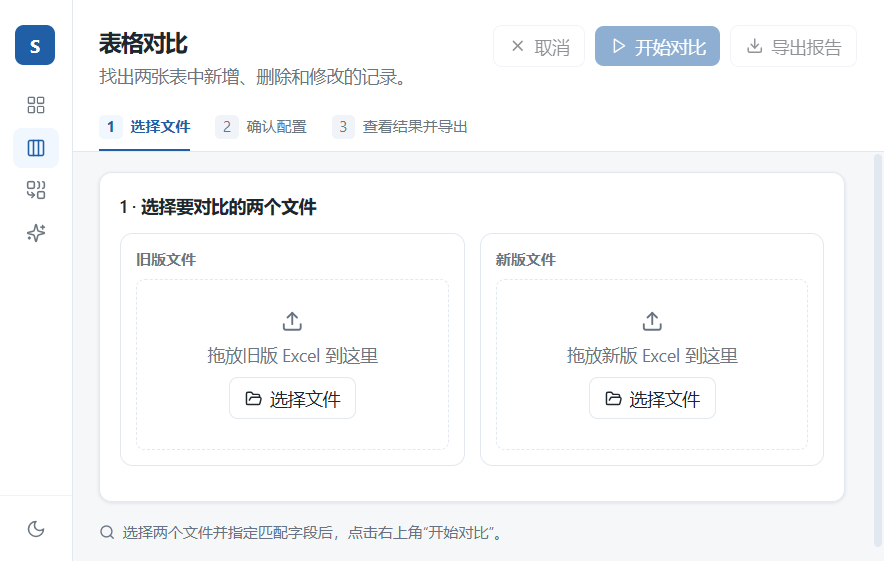 S
表格对比
找出两张表中新增、删除和修改的记录。
取消
开始对比
导出报告
1 选择文件
2 确认配置
3 查看结果并导出
1 · 选择要对比的两个文件
旧版文件
拖放旧版 Excel 到这里
选择文件
新版文件
拖放新版 Excel 到这里
选择文件
选择两个文件并指定匹配字段后，点击右上角“开始对比”。